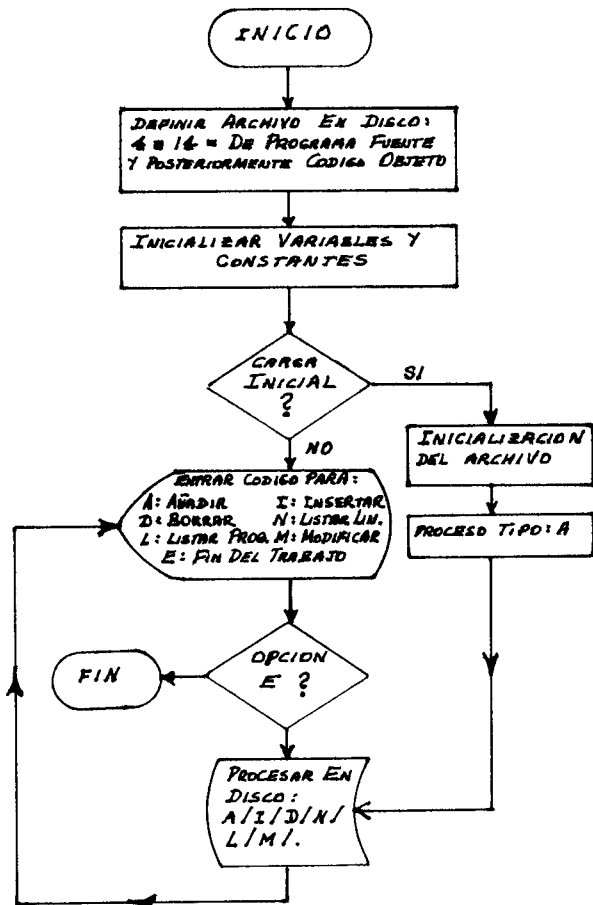 INICIO
DEFINIR ARCHIVO EN DISCO:
DE PROGRAMA FUENTE
Y POSTERIORMENTE CODIGO OBJETO
INICIALIZAR VARIABLES Y
CONSTANTES
CARGA
INICIAL
?
SI
NO
INICIALIZACION
DEL ARCHIVO
PROCESO TIPO: A
ENTRAR CODIGO PARA:
A: AÑADIR I: INSERTAR
D: BORRAR N: LISTAR LIN.
L: LISTAR PROG. M: MODIFICAR
E: FIN DEL TRABAJO
OPCION
E ?
FIN
PROCESAR EN
DISCO:
A/I/D/N/
L/M/.